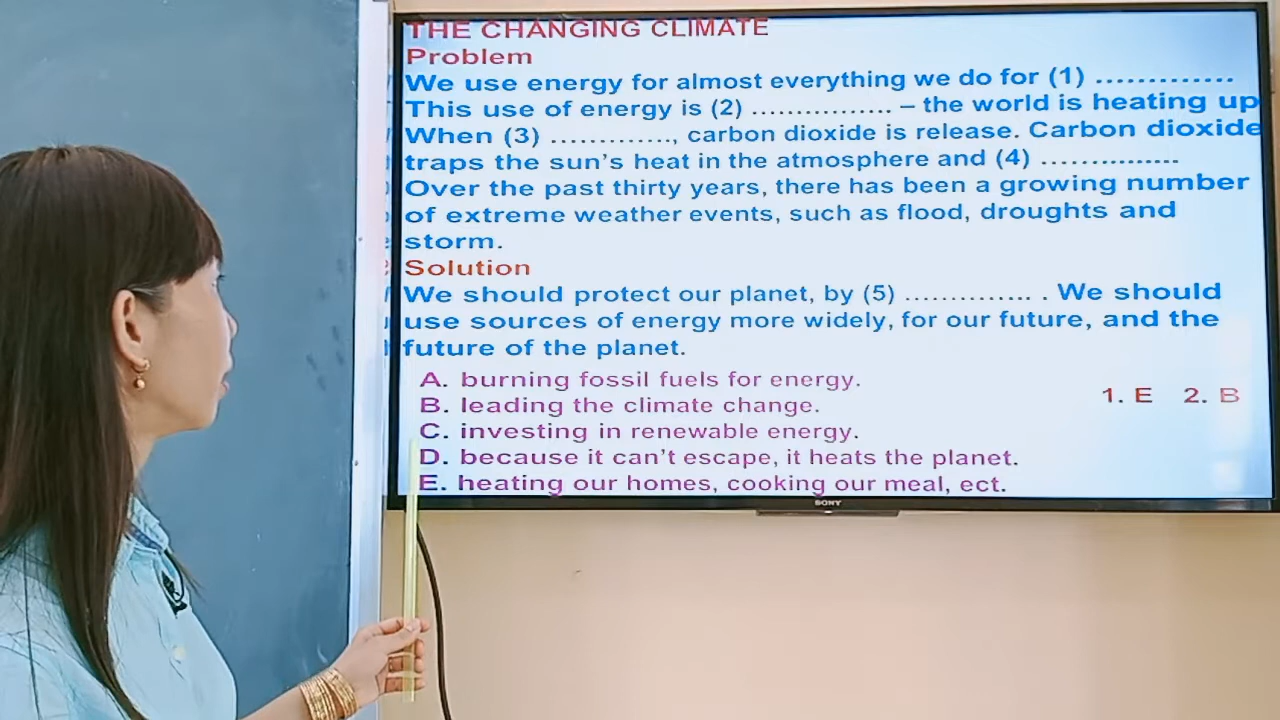 THE CHANGING CLIMATE
Problem
We use energy for almost everything we do for (1) .............
This use of energy is (2) ................. – the world is heating up
When (3) ............., carbon dioxide is release. Carbon dioxide
traps the sun's heat in the atmosphere and (4) ...............
Over the past thirty years, there has been a growing number
of extreme weather events, such as flood, droughts and
storm.
Solution
We should protect our planet, by (5) ............... . We should
use sources of energy more widely, for our future, and the
future of the planet.
A. burning fossil fuels for energy.
1. E 2. B
B. leading the climate change.
C. investing in renewable energy.
D. because it can't escape, it heats the planet.
E. heating our homes, cooking our meal, ect.
SONY